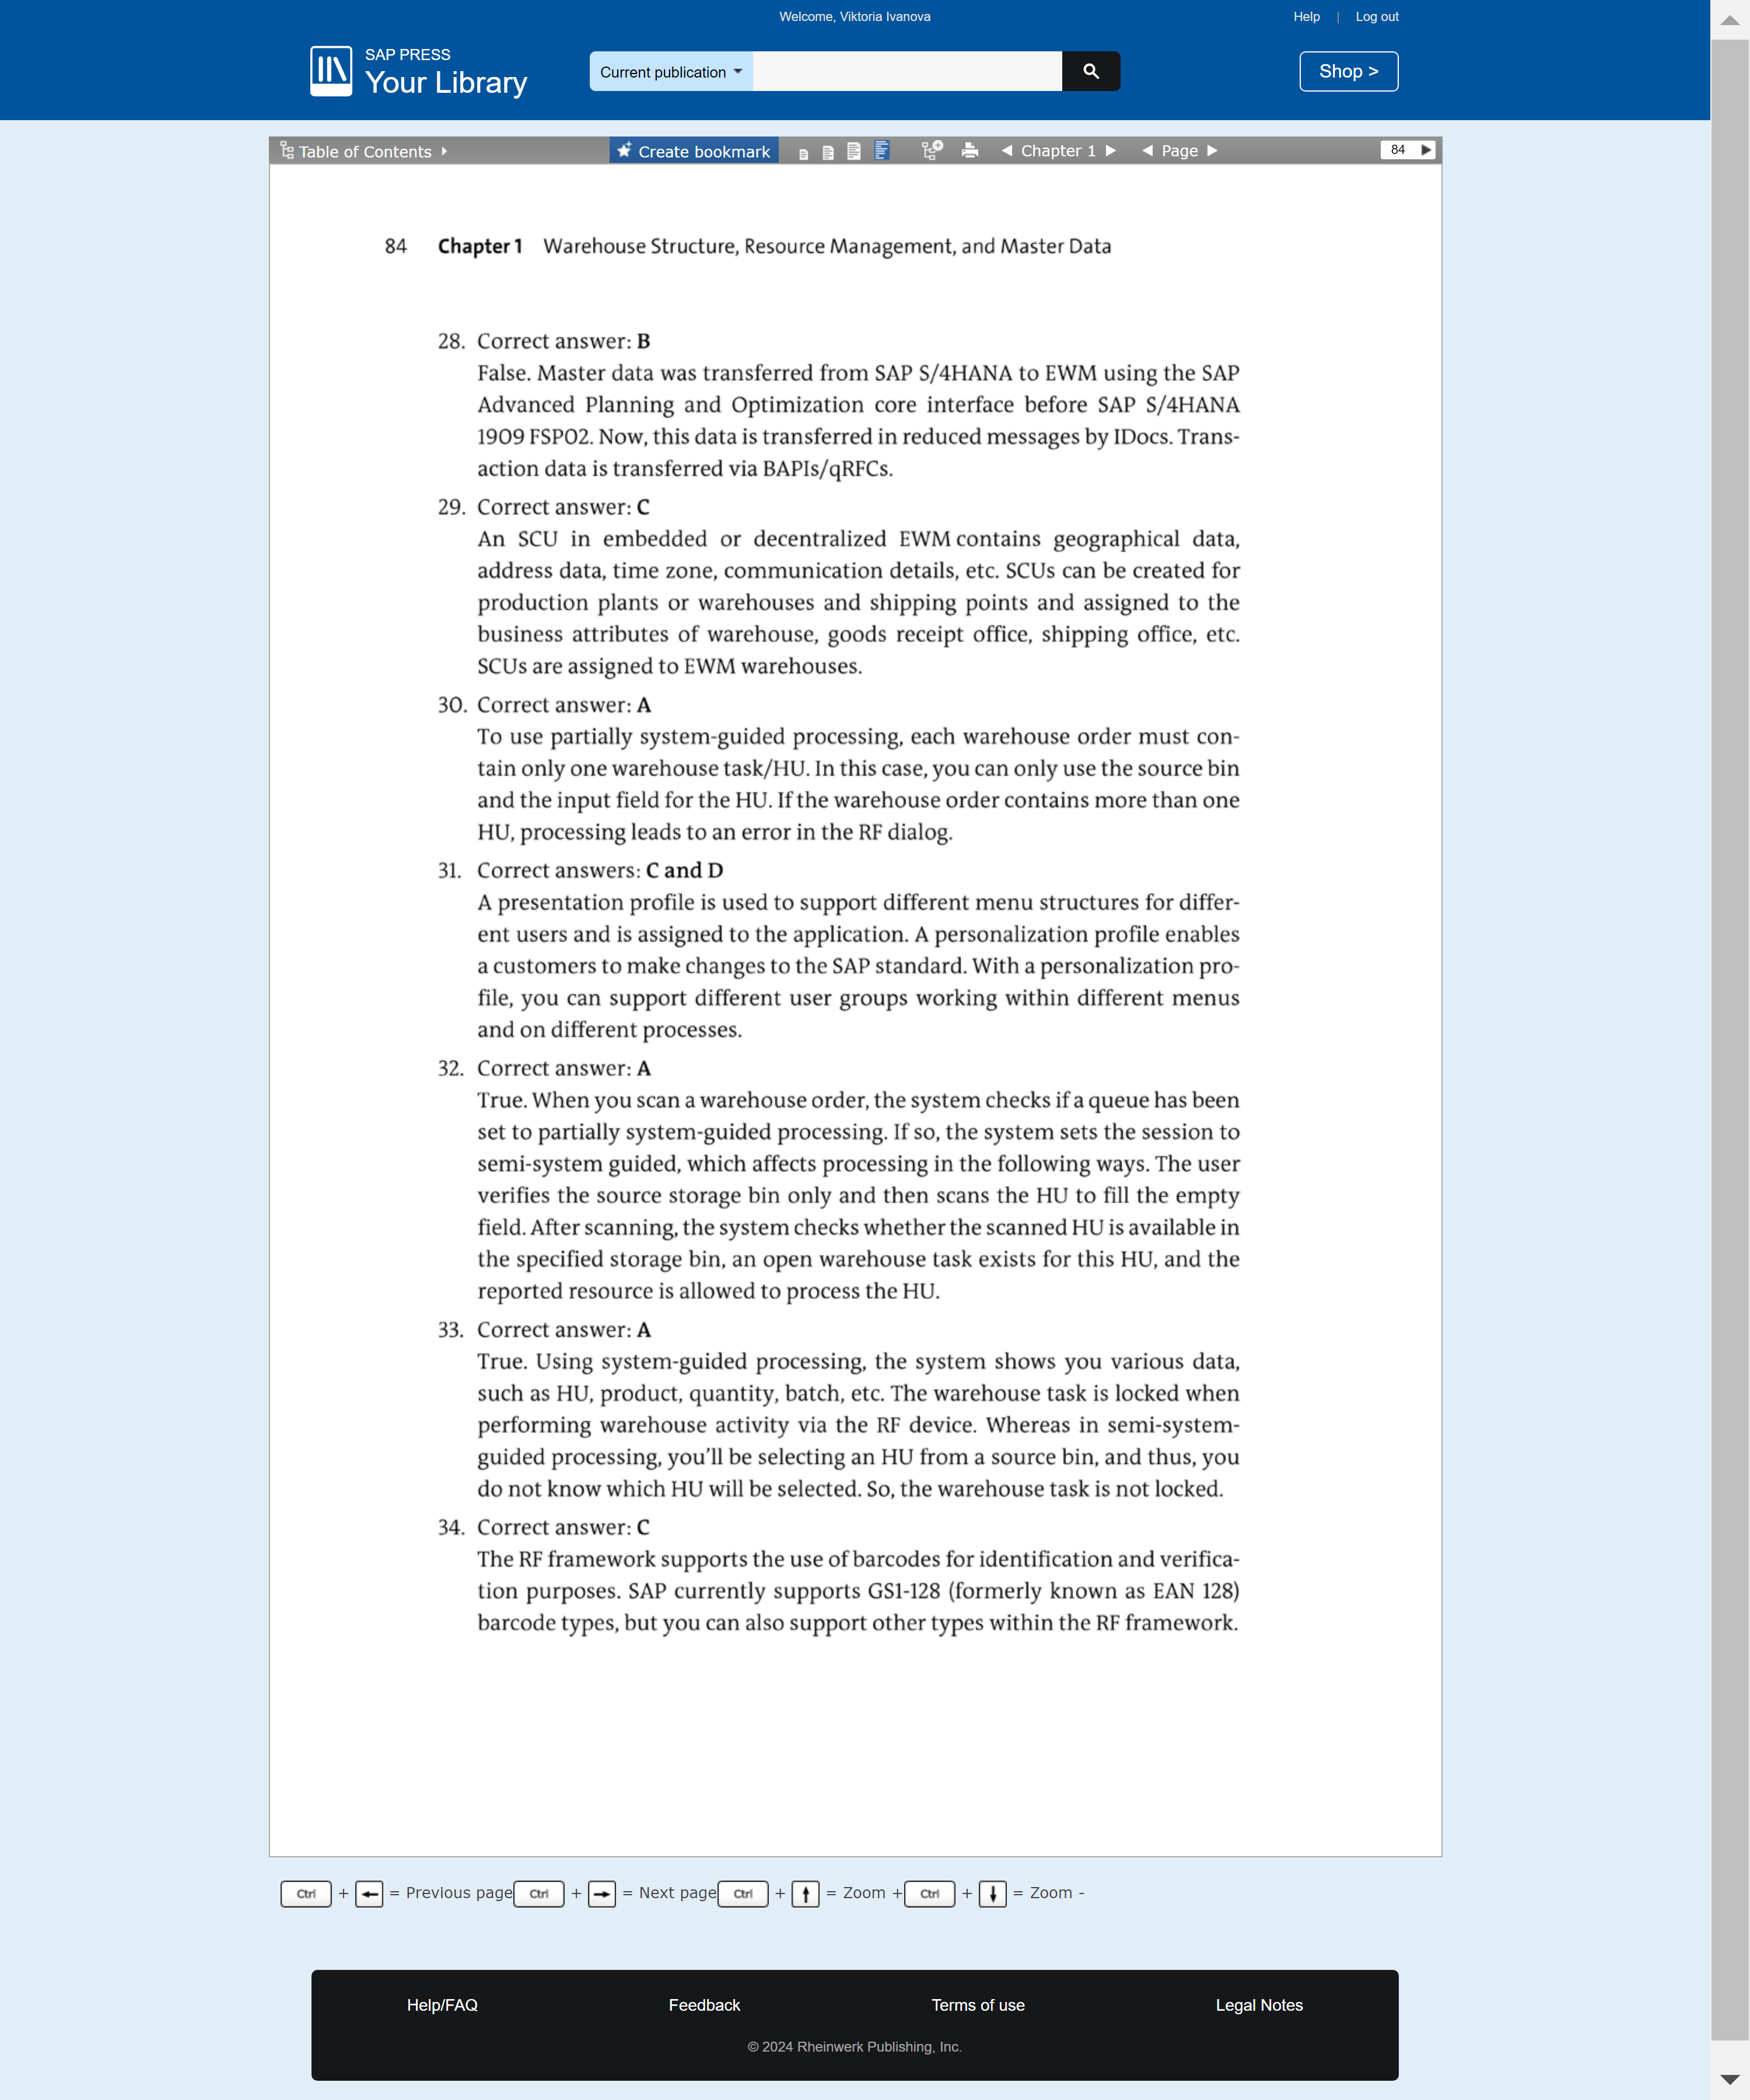 Welcome, Viktoria Ivanova
Help | Log out
SAP PRESS
Your Library
Current publication
Shop >
Table of Contents
Create bookmark
Chapter 1
Page
84
84 Chapter 1 Warehouse Structure, Resource Management, and Master Data
28. Correct answer: B
False. Master data was transferred from SAP S/4HANA to EWM using the SAP
Advanced Planning and Optimization core interface before SAP S/4HANA
1909 FSP02. Now, this data is transferred in reduced messages by IDocs. Trans-
action data is transferred via BAPIs/qRFCs.
29. Correct answer: C
An SCU in embedded or decentralized EWM contains geographical data,
address data, time zone, communication details, etc. SCUs can be created for
production plants or warehouses and shipping points and assigned to the
business attributes of warehouse, goods receipt office, shipping office, etc.
SCUs are assigned to EWM warehouses.
30. Correct answer: A
To use partially system-guided processing, each warehouse order must con-
tain only one warehouse task/HU. In this case, you can only use the source bin
and the input field for the HU. If the warehouse order contains more than one
HU, processing leads to an error in the RF dialog.
31. Correct answers: C and D
A presentation profile is used to support different menu structures for differ-
ent users and is assigned to the application. A personalization profile enables
a customers to make changes to the SAP standard. With a personalization pro-
file, you can support different user groups working within different menus
and on different processes.
32. Correct answer: A
True. When you scan a warehouse order, the system checks if a queue has been
set to partially system-guided processing. If so, the system sets the session to
semi-system guided, which affects processing in the following ways. The user
verifies the source storage bin only and then scans the HU to fill the empty
field. After scanning, the system checks whether the scanned HU is available in
the specified storage bin, an open warehouse task exists for this HU, and the
reported resource is allowed to process the HU.
33. Correct answer: A
True. Using system-guided processing, the system shows you various data,
such as HU, product, quantity, batch, etc. The warehouse task is locked when
performing warehouse activity via the RF device. Whereas in semi-system-
guided processing, you'll be selecting an HU from a source bin, and thus, you
do not know which HU will be selected. So, the warehouse task is not locked.
34. Correct answer: C
The RF framework supports the use of barcodes for identification and verifica-
tion purposes. SAP currently supports GS1-128 (formerly known as EAN 128)
barcode types, but you can also support other types within the RF framework.
Ctrl + ← = Previous page Ctrl + → = Next page Ctrl + ↑ = Zoom + Ctrl + ↓ = Zoom -
Help/FAQ Feedback Terms of use Legal Notes
© 2024 Rheinwerk Publishing, Inc.